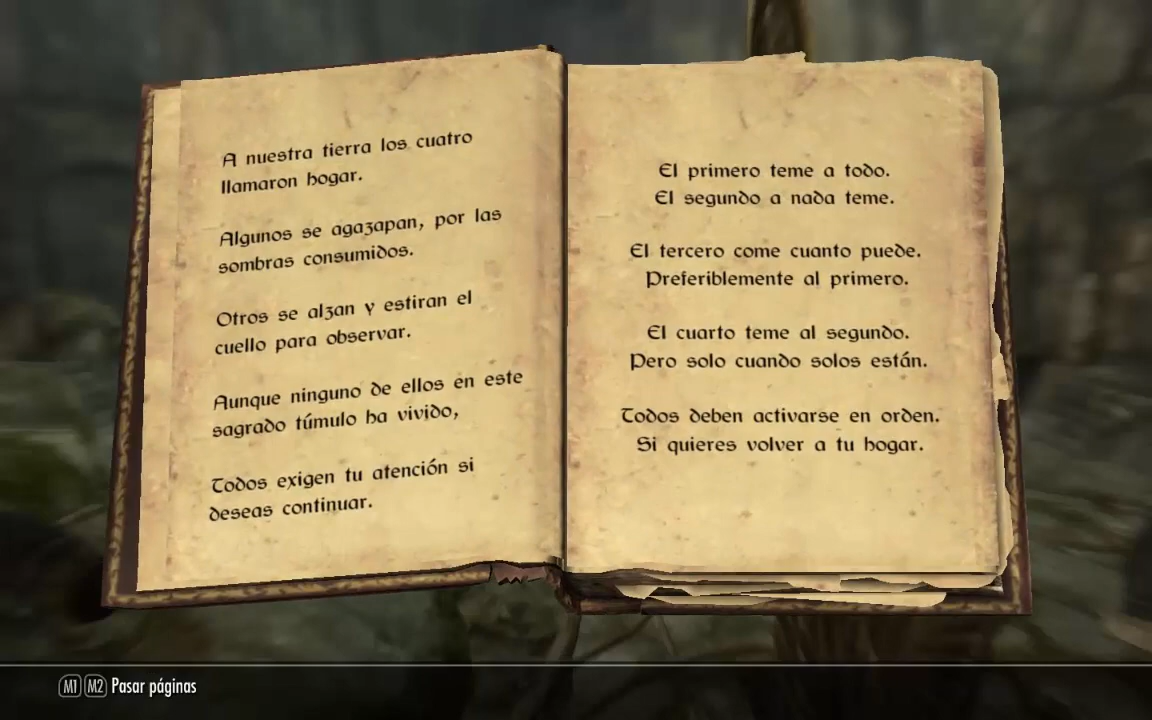 A nuestra tierra los cuatro
llamaron hogar.
Algunos se agazapan, por las
sombras consumidos.
Otros se alzan y estiran el
cuello para observar.
Aunque ninguno de ellos en este
sagrado túmulo ha vivido,
Todos exigen tu atención si
deseas continuar.
El primero teme a todo.
El segundo a nada teme.
El tercero come cuanto puede.
Preferiblemente al primero.
El cuarto teme al segundo.
Pero solo cuando solos están.
Todos deben activarse en orden.
Si quieres volver a tu hogar.
M1 M2 Pasar páginas